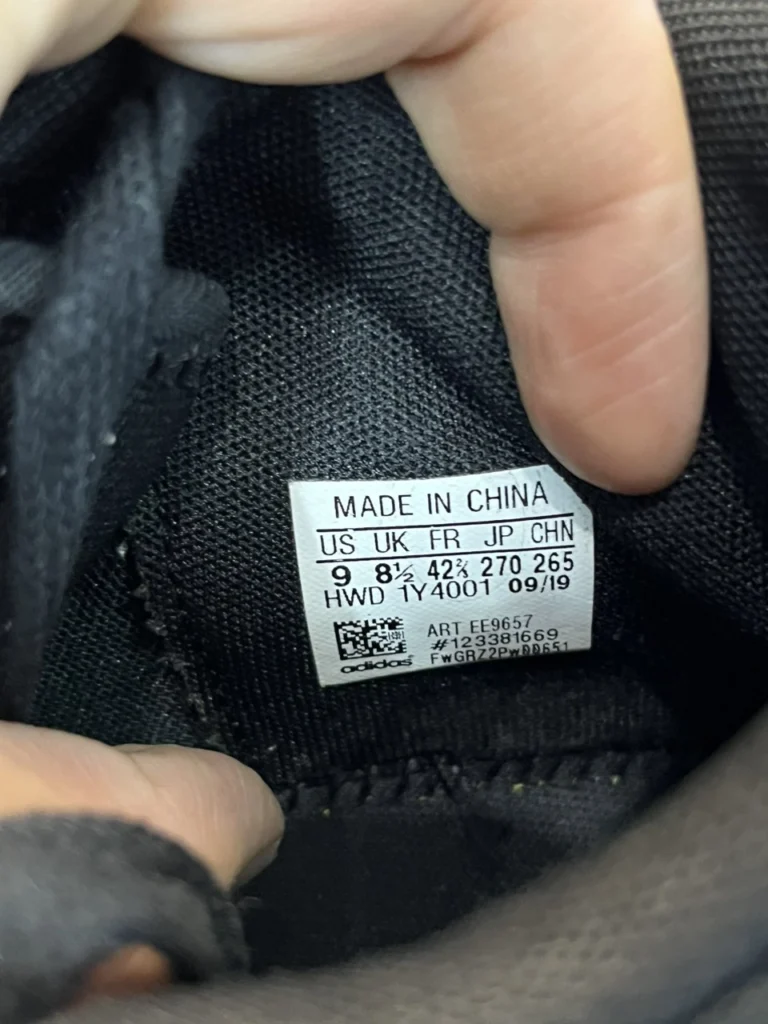 MADE IN CHINA
US UK FR JP CHN
9 8½ 42⅔ 270 265
HWD 1Y4001 09/19
ART EE9657
#123381669
adidas